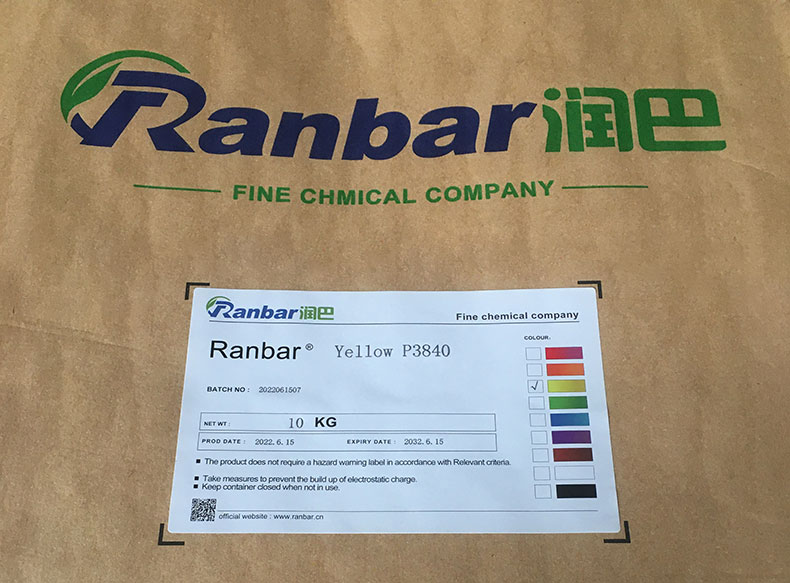 Ranbar润巴
FINE CHMICAL COMPANY
Ranbar润巴
Fine chemical company
Ranbar® Yellow P3840
COLOUR:
√
BATCH NO : 2022061507
NET WT : 10 KG
PROD DATE : 2022.6.15 EXPIRY DATE : 2032.6.15
■ The product does not require a hazard warning label in accordance with Relevant criteria.
■ Take measures to prevent the build up of electrostatic charge.
■ Keep container closed when not in use.
official website : www.ranbar.cn